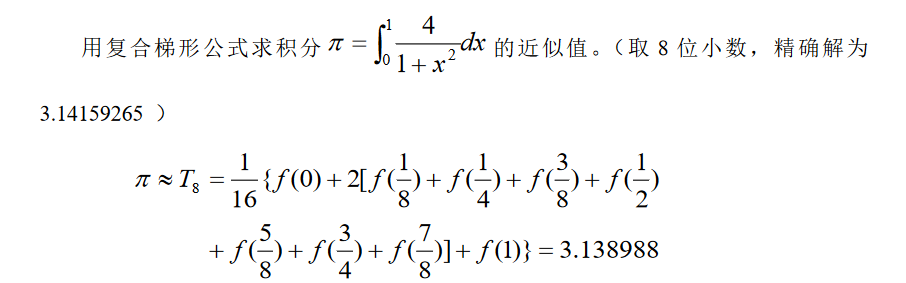 用复合梯形公式求积分 $\pi = \int_0^1 \frac{4}{1+x^2}dx$ 的近似值。（取 8 位小数，精确解为
3.14159265 ）
$\pi \approx T_8 = \frac{1}{16}\{f(0)+2[f(\frac{1}{8})+f(\frac{1}{4})+f(\frac{3}{8})+f(\frac{1}{2})$
$+f(\frac{5}{8})+f(\frac{3}{4})+f(\frac{7}{8})]+f(1)\}=3.138988$